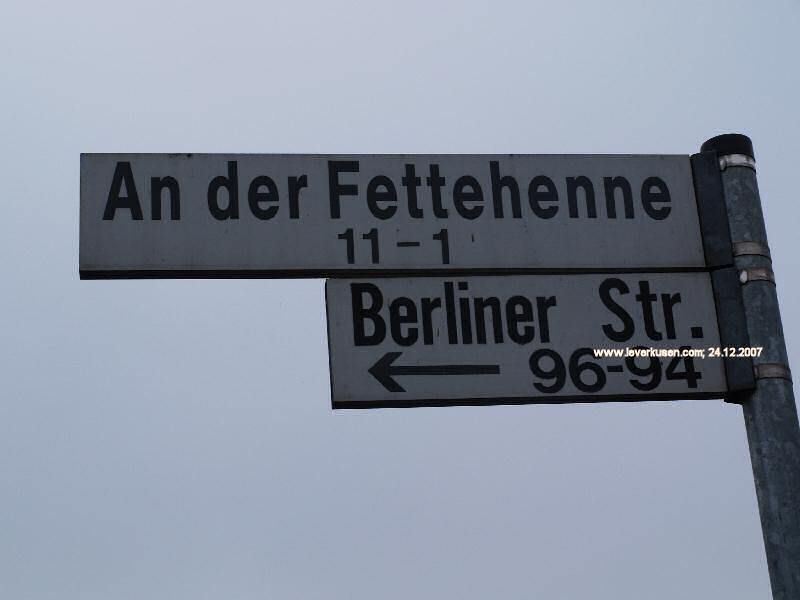 An der Fettehenne
11 – 1
Berliner Str.
← 96-94
www.leverkusen.com; 24.12.2007